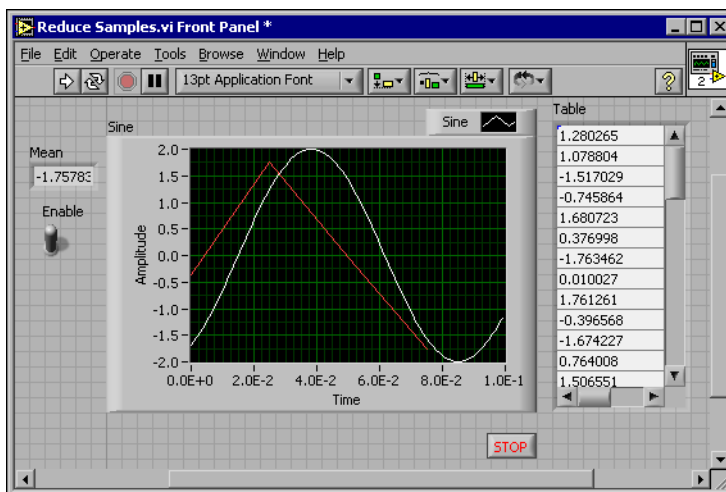 Reduce Samples.vi Front Panel *
File Edit Operate Tools Browse Window Help
13pt Application Font
?
2
Sine
Sine
Table
Mean
-1.75783
Enable
Amplitude
2.0
1.5
1.0
0.5
0.0
-0.5
-1.0
-1.5
-2.0
0.0E+0 2.0E-2 4.0E-2 6.0E-2 8.0E-2 1.0E-1
Time
1.280265
1.078804
-1.517029
-0.745864
1.680723
0.376998
-1.763462
0.010027
1.761261
-0.396568
-1.674227
0.764008
1.506551
STOP